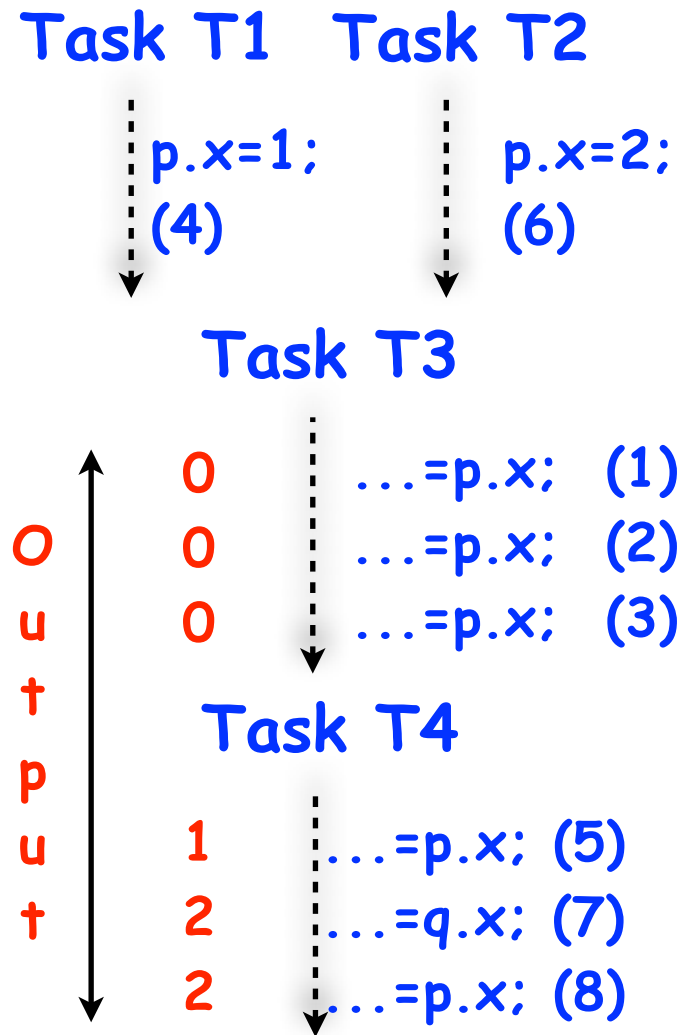 Task T1 Task T2
p.x=1; p.x=2;
(4) (6)
Task T3
0 ...=p.x; (1)
0 ...=p.x; (2)
0 ...=p.x; (3)
Output
Task T4
1 ...=p.x; (5)
2 ...=q.x; (7)
2 ...=p.x; (8)